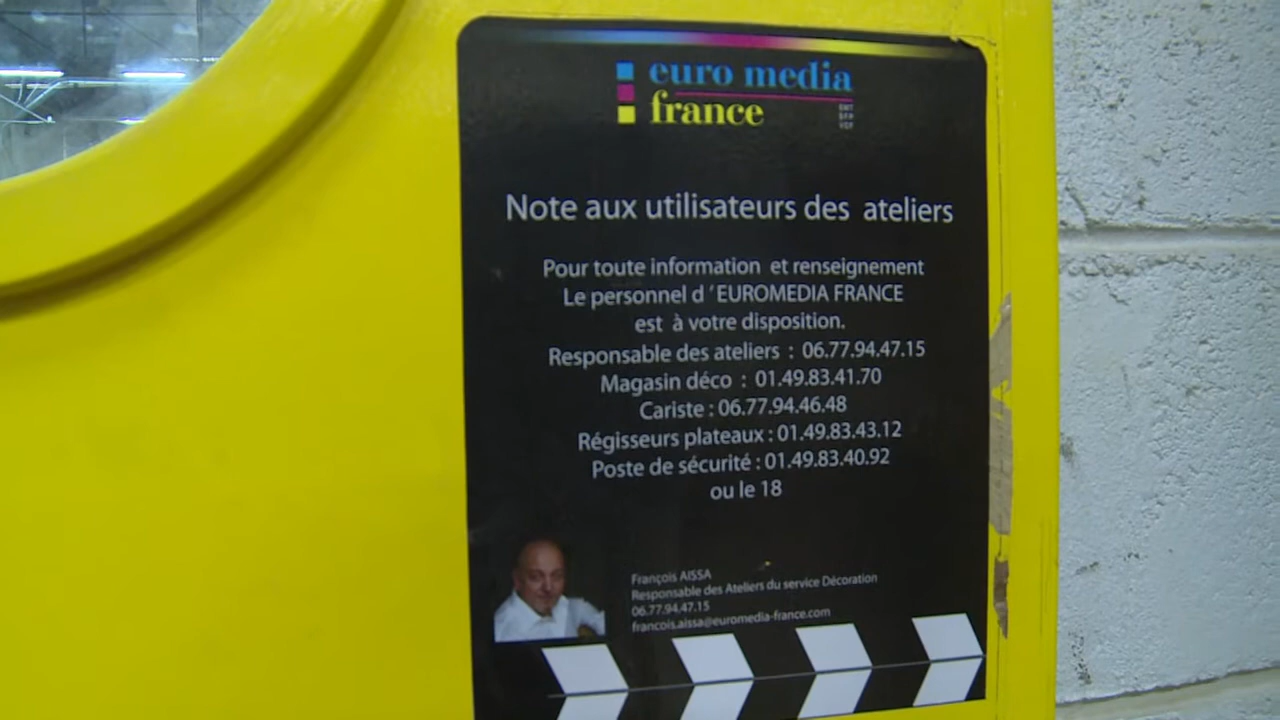 euro media
france
EMT
SFP
VCF
Note aux utilisateurs des ateliers
Pour toute information et renseignement
Le personnel d ´EUROMEDIA FRANCE
est à votre disposition.
Responsable des ateliers : 06.77.94.47.15
Magasin déco : 01.49.83.41.70
Cariste : 06.77.94.46.48
Régisseurs plateaux : 01.49.83.43.12
Poste de sécurité : 01.49.83.40.92
ou le 18
François AISSA
Responsable des Ateliers du service Décoration
06.77.94.47.15
francois.aissa@euromedia-france.com